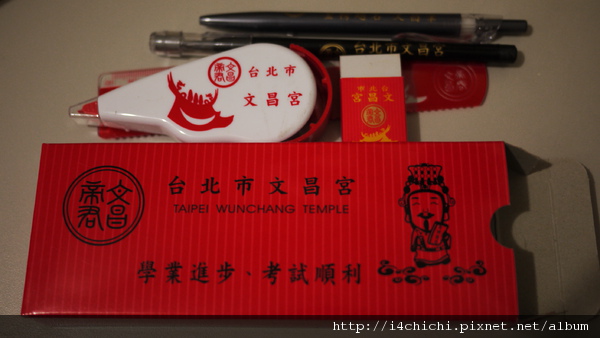 台北市文昌宮
文昌
帝君
台北市
文昌宮
台北市
文昌宮
文昌
帝君
台北市文昌宮
TAIPEI WUNCHANG TEMPLE
學業進步、考試順利
http://i4chichi.pixnet.net/album